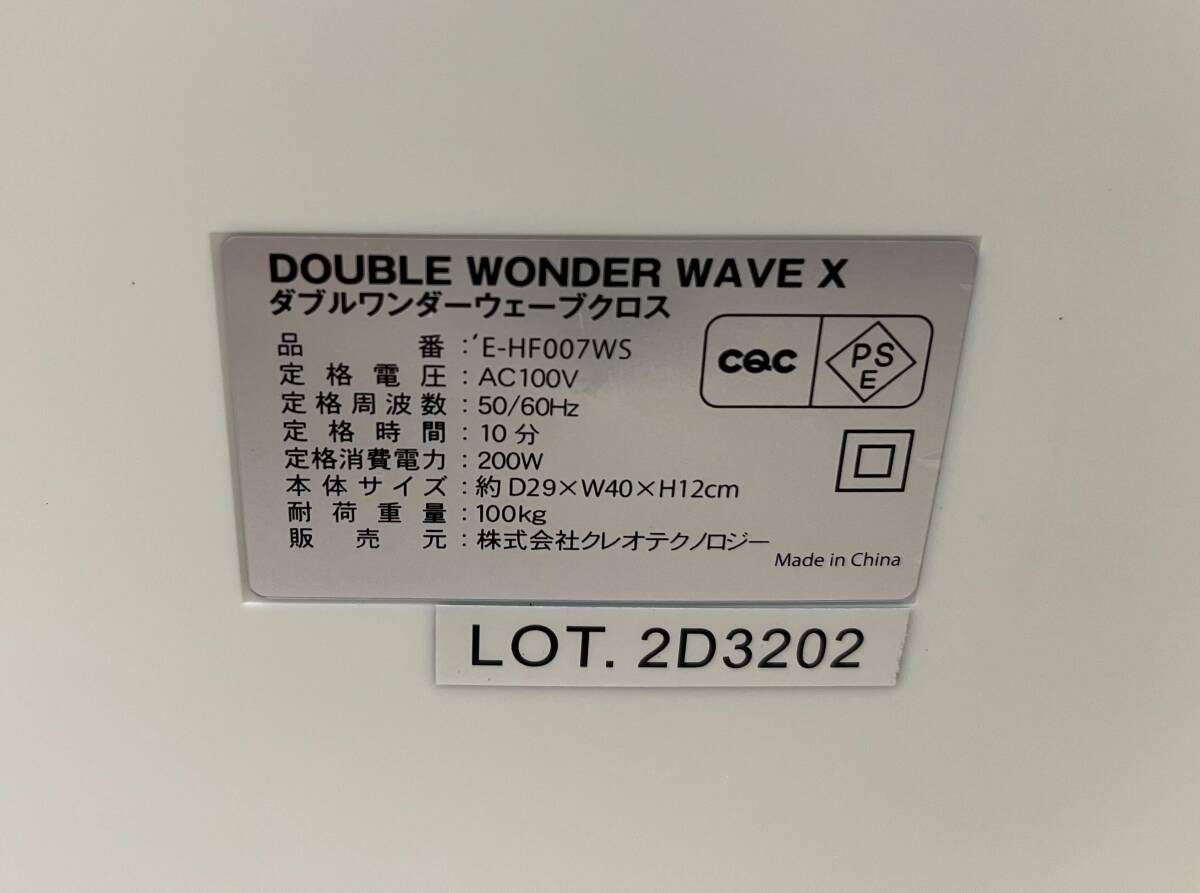 DOUBLE WONDER WAVE X
ダブルワンダーウェーブクロス
品番:'E-HF007WS
定格電圧:AC100V
定格周波数:50/60Hz
定格時間:10分
定格消費電力:200W
本体サイズ:約D29×W40×H12cm
耐荷重量:100kg
販売元:株式会社クレオテクノロジー
CQC
PS
E
Made in China
LOT. 2D3202